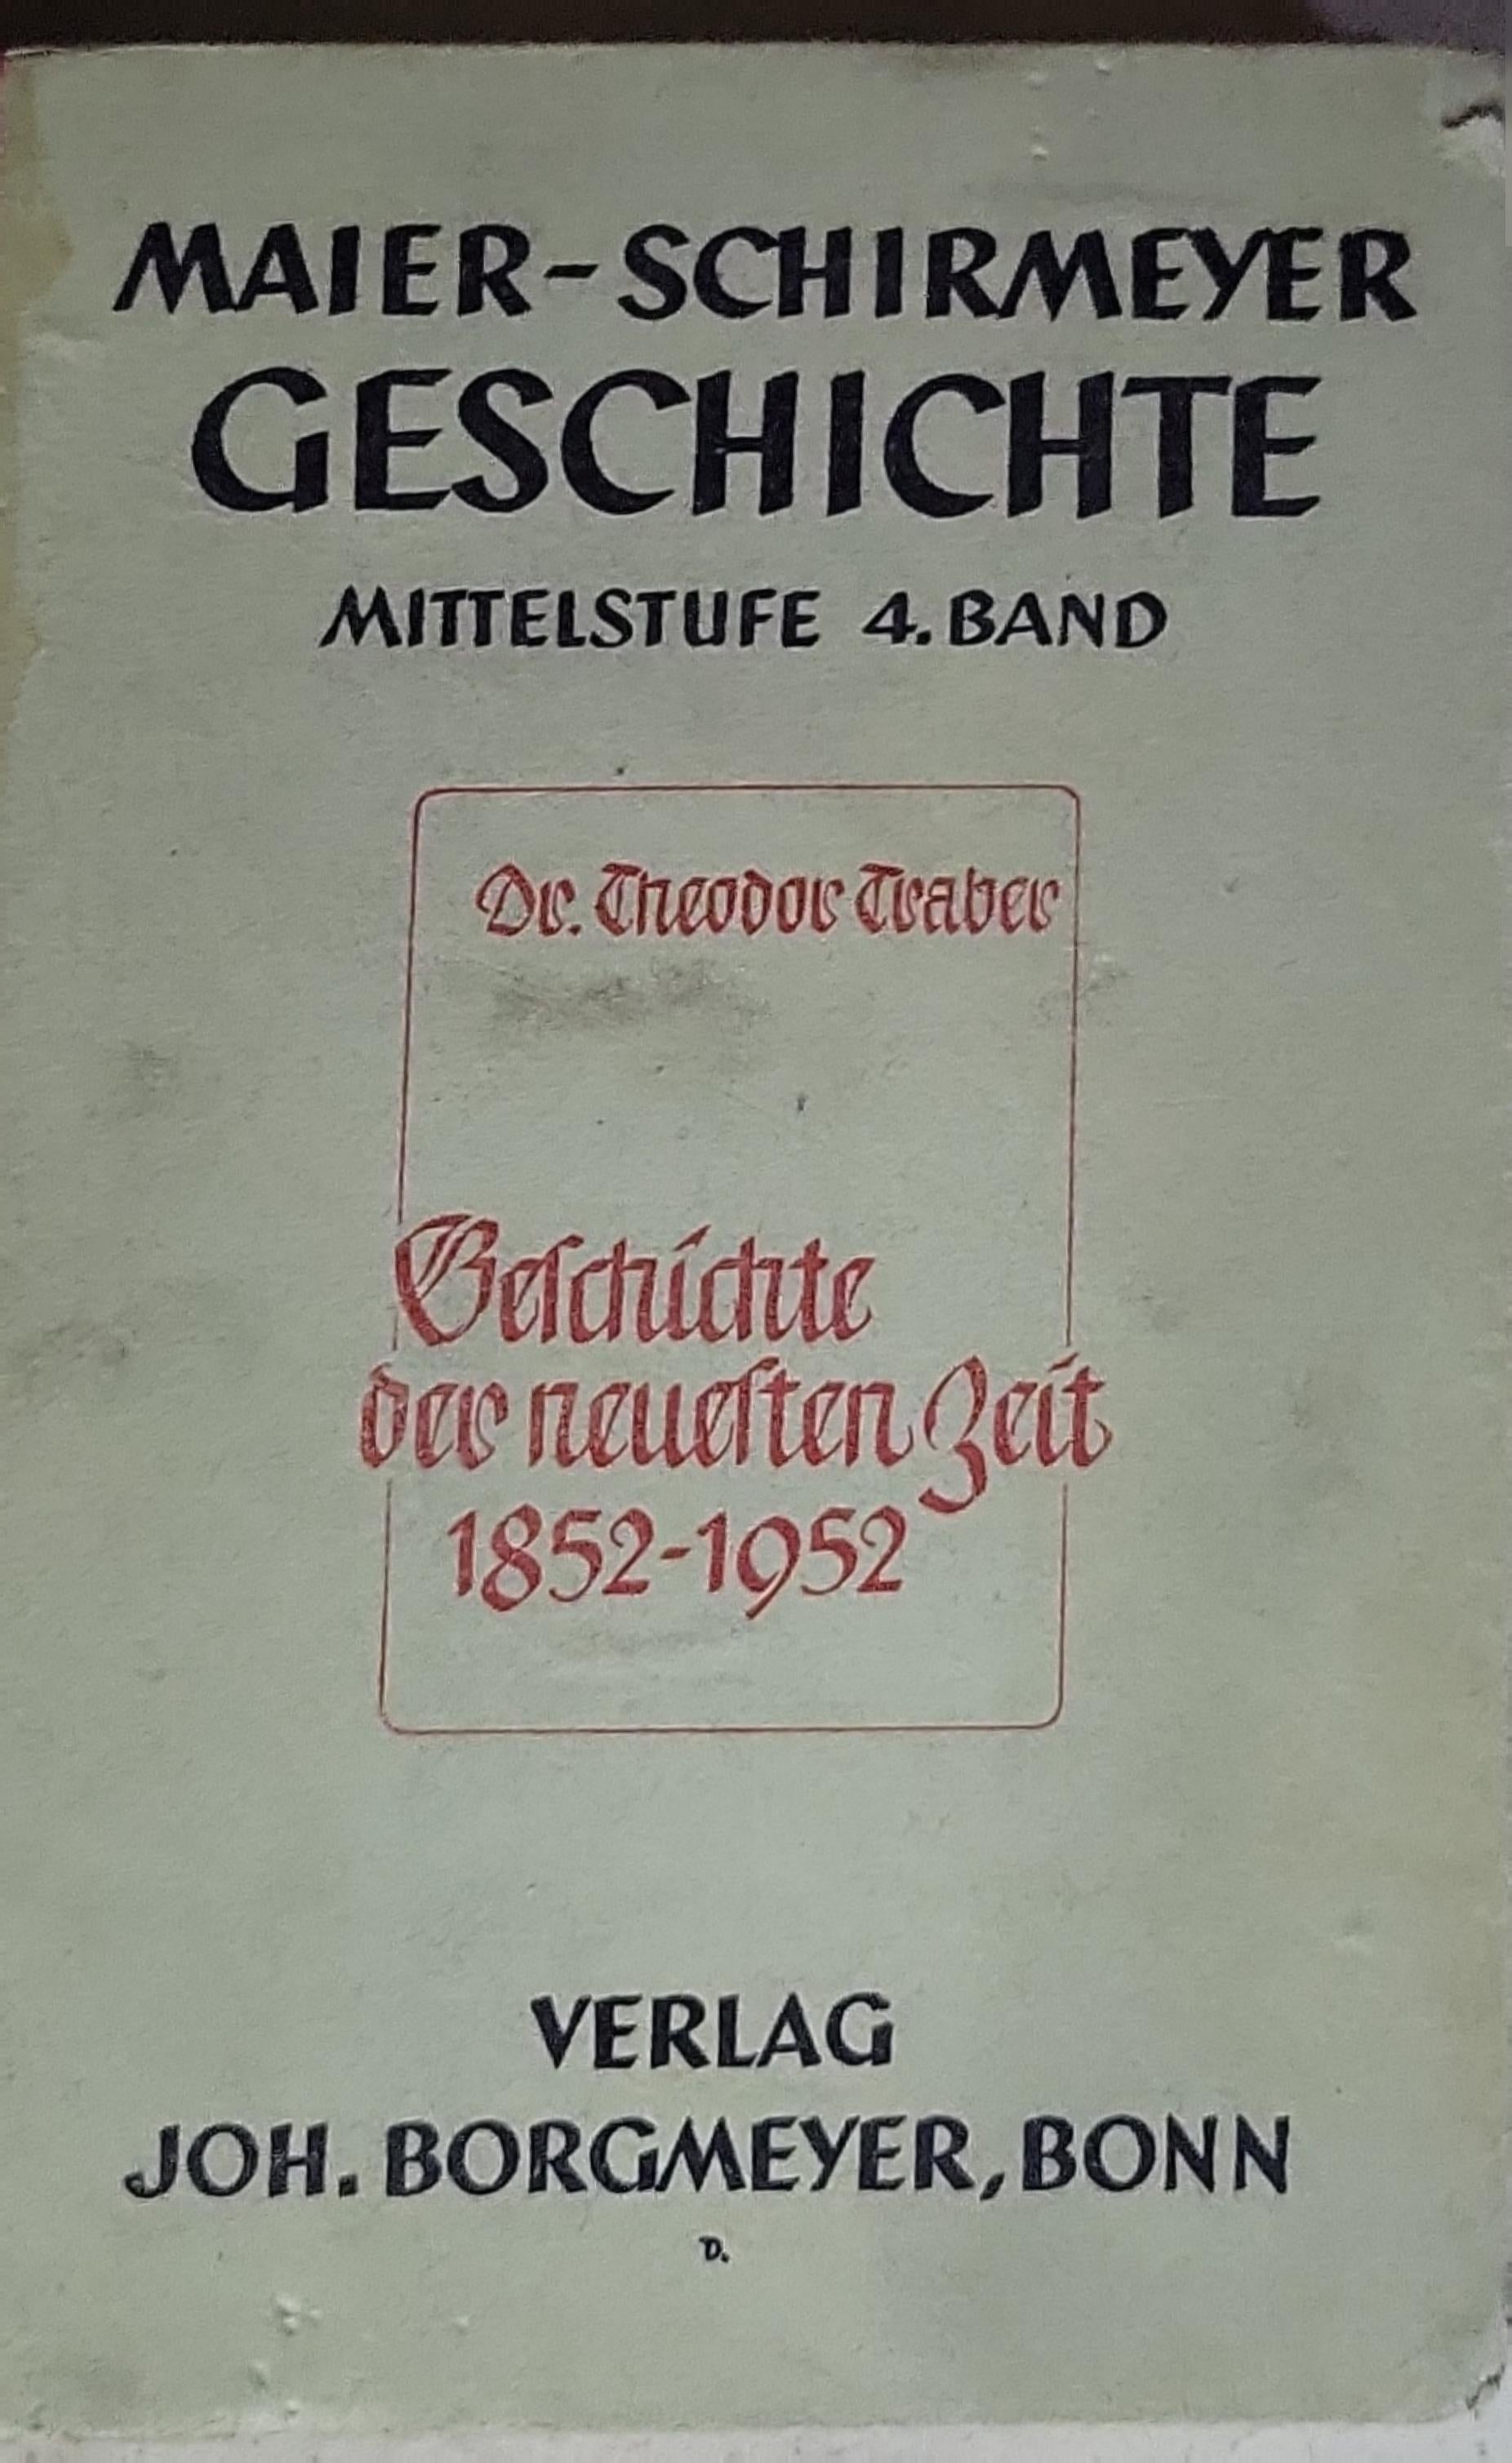 MAIER-SCHIRMEYER
GESCHICHTE
MITTELSTUFE 4. BAND
Dr. Theodor Traber
Geſchichte
der neueſten Zeit
1852-1952
VERLAG
JOH. BORGMEYER, BONN
D.